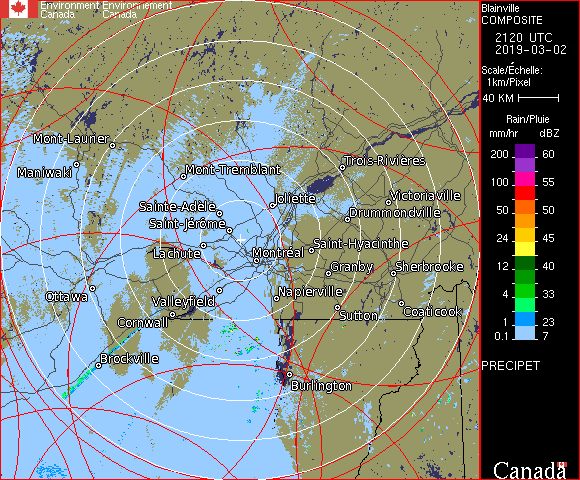 Environment Environnement
Canada Canada
Blainville
COMPOSITE
2120 UTC
2019-03-02
Scale/Échelle:
1km/Pixel
40 KM
Rain/Pluie
mm/hr dBZ
200 60
100 55
50 50
24 45
12 40
4 33
1 23
0.1 7
PRECIPET
Canada
Mont-Laurier
Maniwaki
Mont-Tremblant
Trois-Rivières
Joliette
Victoriaville
Sainte-Adèle
Drummondville
Saint-Jérôme
Lachute
Montréal
Saint-Hyacinthe
Granby
Sherbrooke
Ottawa
Valleyfield
Napierville
Sutton
Coaticook
Cornwall
Brockville
Burlington